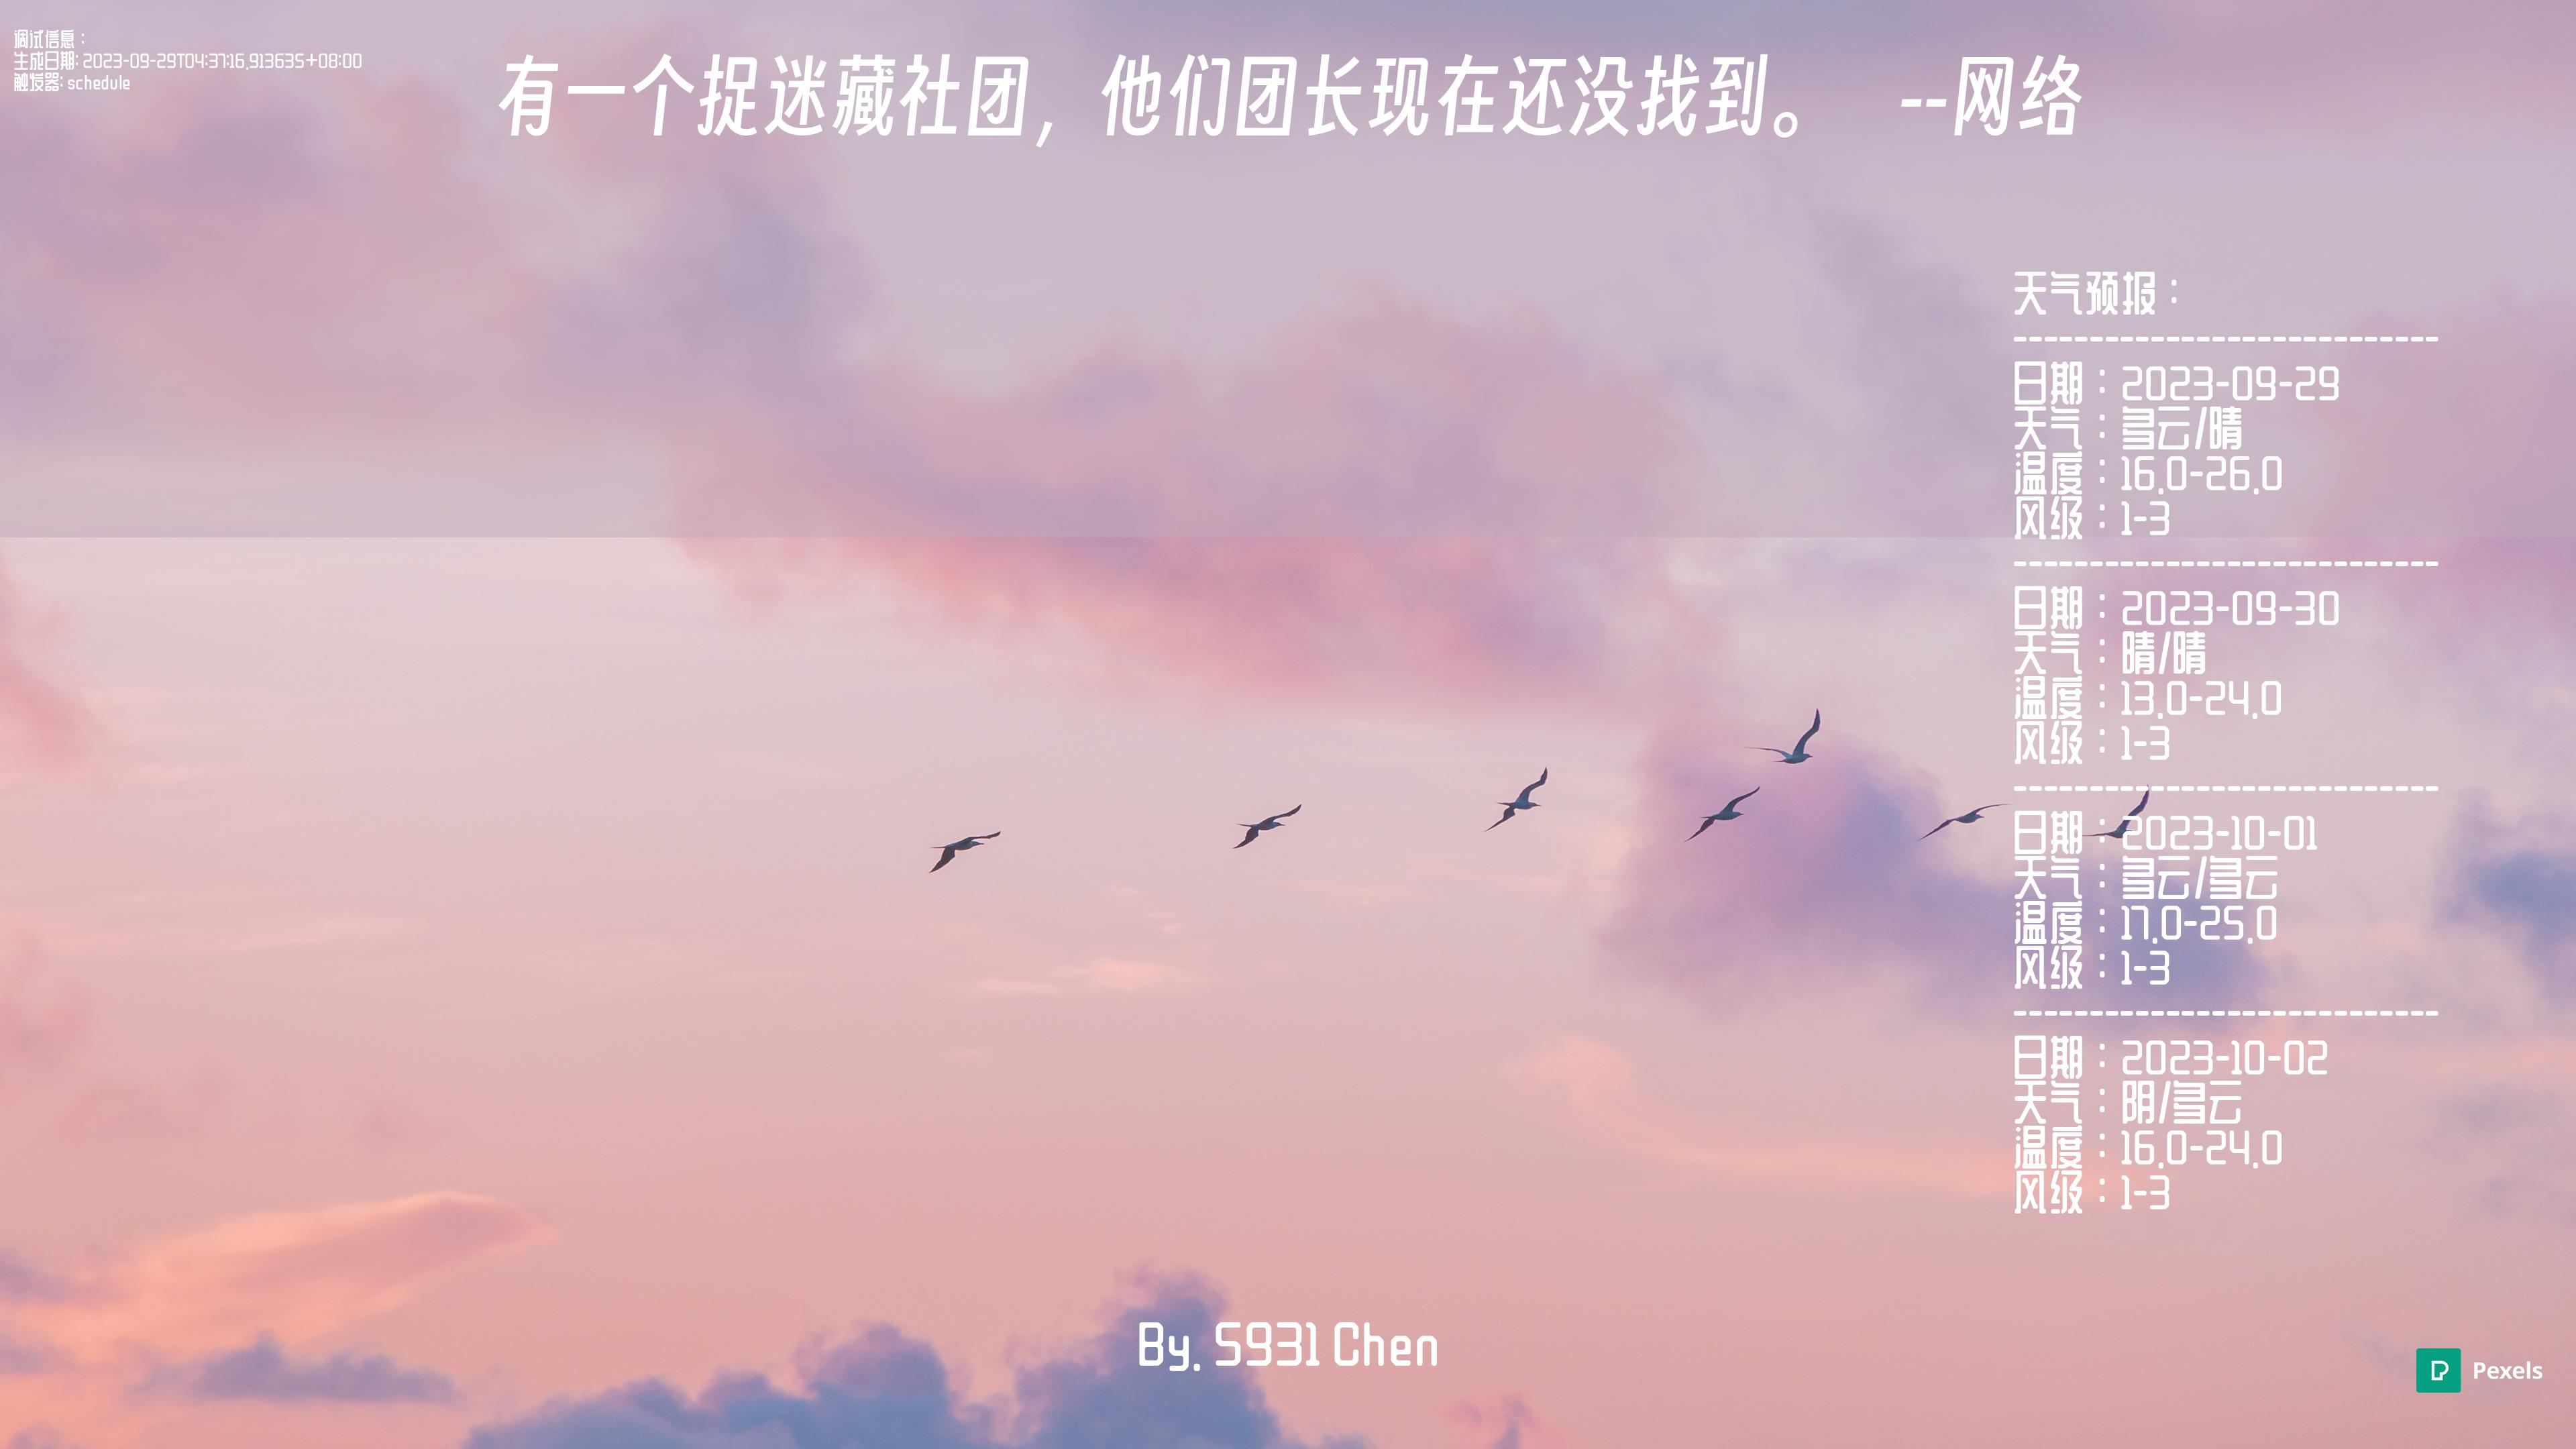 调试信息：
生成日期: 2023-09-29T04:37:16.913635+08:00
触发器: schedule
有一个捉迷藏社团，他们团长现在还没找到。 --网络
天气预报：
----------------------------
日期：2023-09-29
天气：多云/晴
温度：16.0-26.0
风级：1-3
----------------------------
日期：2023-09-30
天气：晴/晴
温度：13.0-24.0
风级：1-3
----------------------------
日期：2023-10-01
天气：多云/多云
温度：17.0-25.0
风级：1-3
----------------------------
日期：2023-10-02
天气：阴/多云
温度：16.0-24.0
风级：1-3
By. 5931 Chen
Pexels